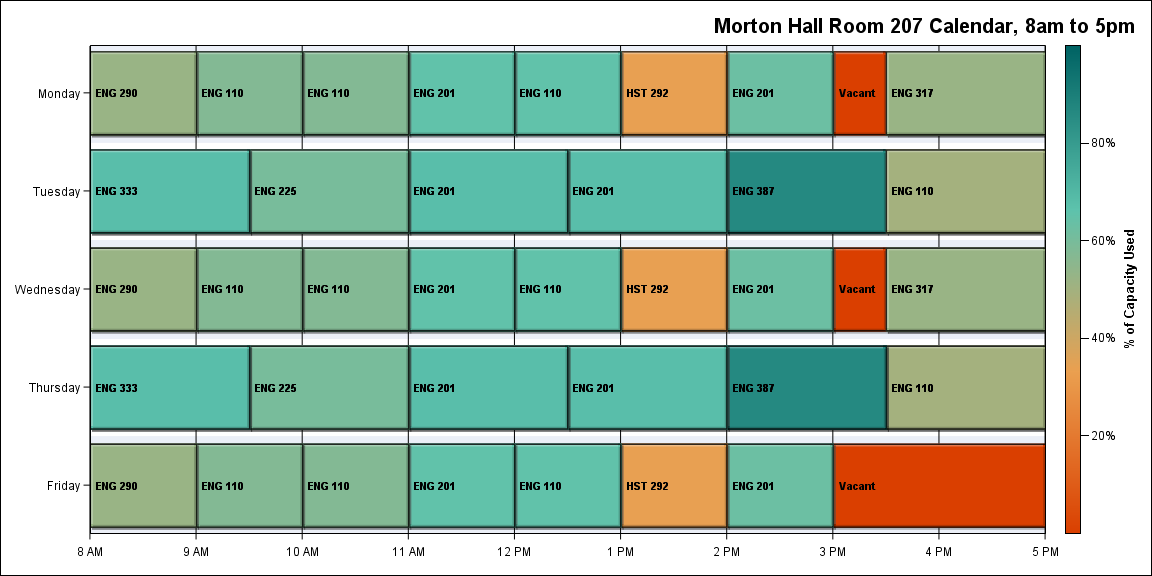 Morton Hall Room 207 Calendar, 8am to 5pm
Monday
ENG 290
ENG 110
ENG 110
ENG 201
ENG 110
HST 292
ENG 201
Vacant
ENG 317
Tuesday
ENG 333
ENG 225
ENG 201
ENG 201
ENG 387
ENG 110
Wednesday
ENG 290
ENG 110
ENG 110
ENG 201
ENG 110
HST 292
ENG 201
Vacant
ENG 317
Thursday
ENG 333
ENG 225
ENG 201
ENG 201
ENG 387
ENG 110
Friday
ENG 290
ENG 110
ENG 110
ENG 201
ENG 110
HST 292
ENG 201
Vacant
8 AM
9 AM
10 AM
11 AM
12 PM
1 PM
2 PM
3 PM
4 PM
5 PM
80%
60%
40%
20%
% of Capacity Used